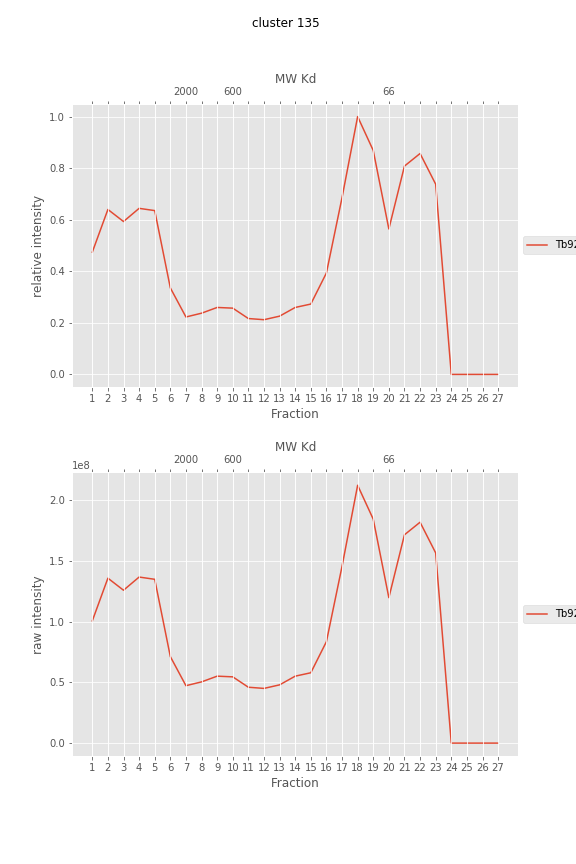 cluster 135
MW Kd
2000 600 66
1.0
0.8
0.6
0.4
0.2
0.0
relative intensity
Tb92
1 2 3 4 5 6 7 8 9 10 11 12 13 14 15 16 17 18 19 20 21 22 23 24 25 26 27
Fraction
MW Kd
2000 600 66
1e8
2.0
1.5
1.0
0.5
0.0
raw intensity
Tb92
1 2 3 4 5 6 7 8 9 10 11 12 13 14 15 16 17 18 19 20 21 22 23 24 25 26 27
Fraction